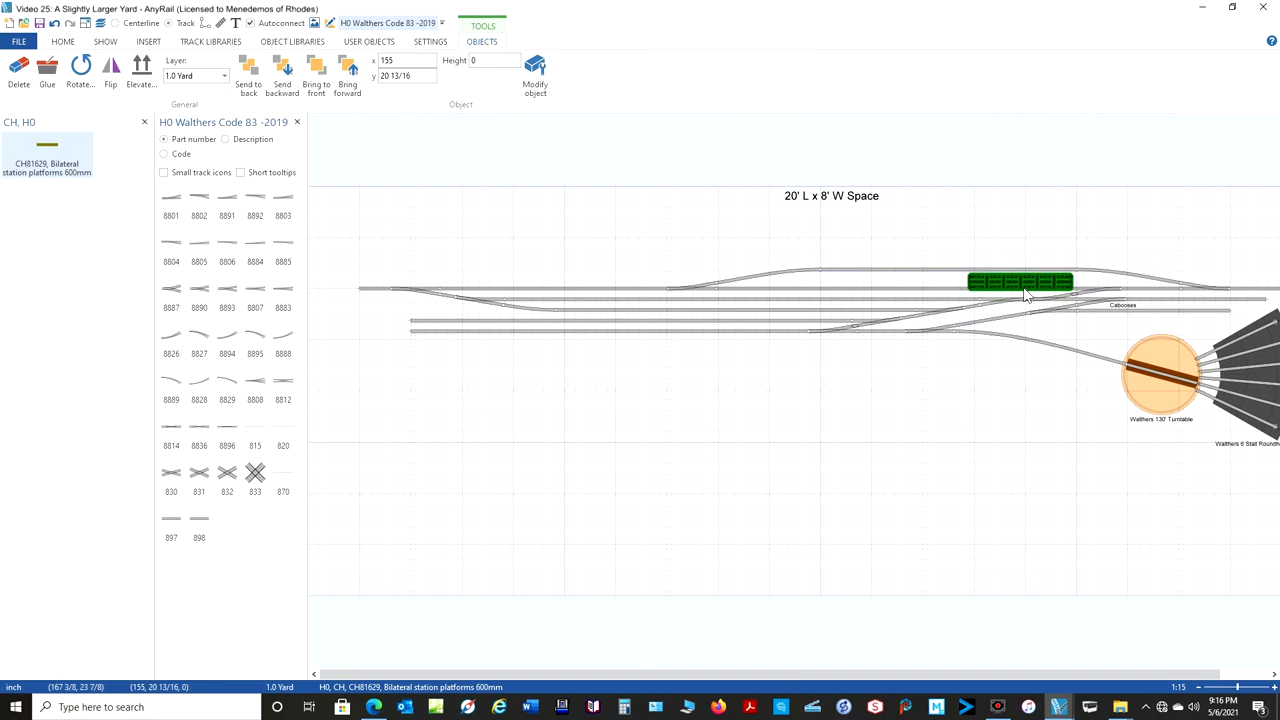 Video 25: A Slightly Larger Yard - AnyRail (Licensed to Menedemos of Rhodes)
Centerline Track Autoconnect H0 Walthers Code 83 -2019
TOOLS
FILE HOME SHOW INSERT TRACK LIBRARIES OBJECT LIBRARIES USER OBJECTS SETTINGS OBJECTS
Layer: x 155 Height 0
1.0 Yard y 20 13/16
Delete Glue Rotate... Flip Elevate... Send to back Send backward Bring to front Bring forward Modify object
General Object
CH, H0
CH81629, Bilateral
station platforms 600mm
H0 Walthers Code 83 -2019
Part number Description
Code
Small track icons Short tooltips
8801 8802 8891 8892 8803
8804 8805 8806 8884 8885
8887 8890 8893 8807 8883
8826 8827 8894 8895 8888
8889 8828 8829 8808 8812
8814 8836 8896 815 820
830 831 832 833 870
897 898
20' L x 8' W Space
Cabooses
Walthers 130' Turntable
Walthers 6 Stall Roundh
inch (167 3/8, 23 7/8) (155, 20 13/16, 0) 1.0 Yard H0, CH, CH81629, Bilateral station platforms 600mm 1:15
Type here to search
9:16 PM
5/6/2021